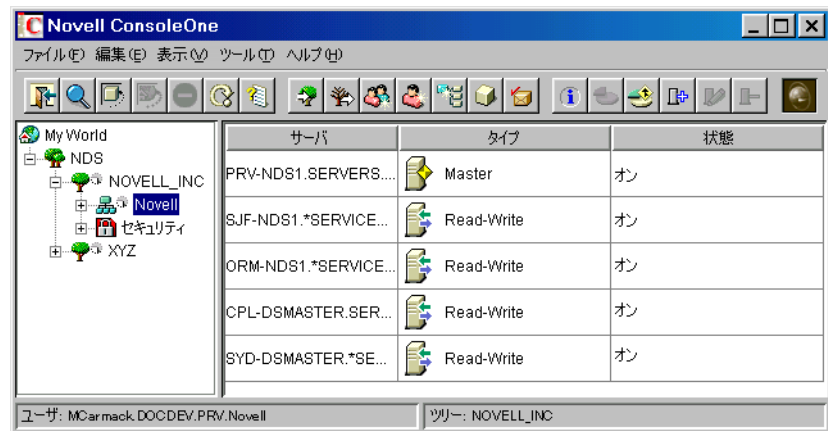 Novell ConsoleOne
ファイル(F) 編集(E) 表示(V) ツール(T) ヘルプ(H)
My World
NDS
NOVELL_INC
Novell
セキュリティ
XYZ
サーバ タイプ 状態
PRV-NDS1.SERVERS.... Master オン
SJF-NDS1.*SERVICE... Read-Write オン
ORM-NDS1.*SERVICE... Read-Write オン
CPL-DSMASTER.SER... Read-Write オン
SYD-DSMASTER.*SE... Read-Write オン
ユーザ: MCarmack.DOCDEV.PRV.Novell ツリー: NOVELL_INC